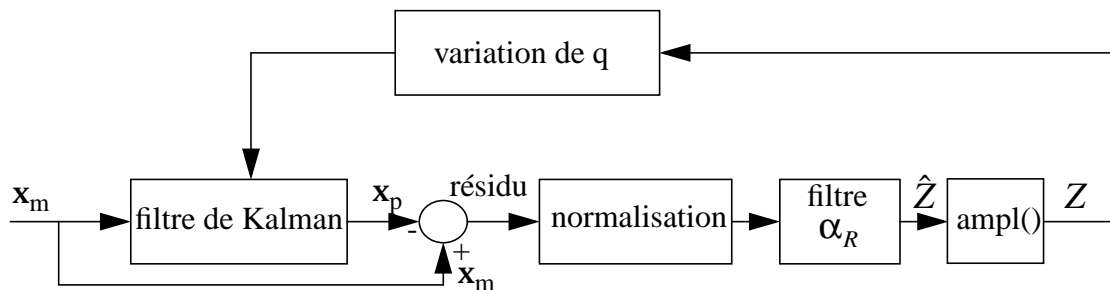 variation de q
x_m
filtre de Kalman
x_p
-
+
x_m
résidu
normalisation
filtre
α_R
Ẑ
ampl()
Z